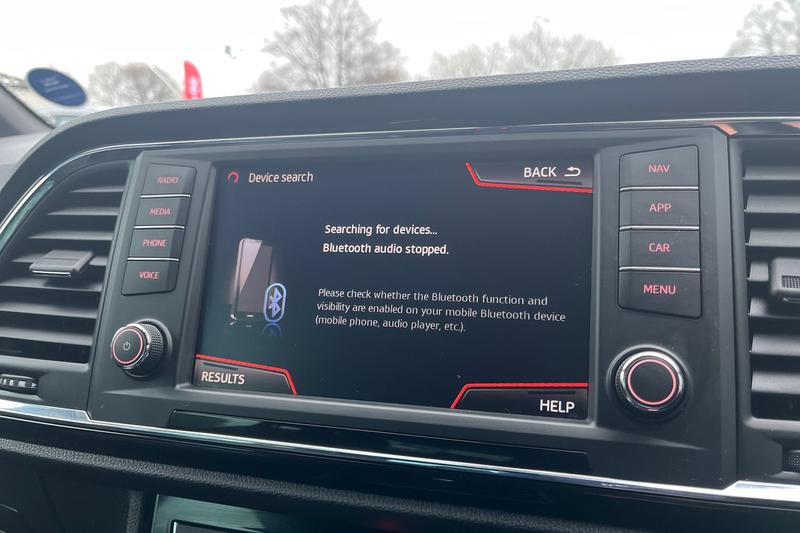 Device search
BACK
Searching for devices...
Bluetooth audio stopped.
Please check whether the Bluetooth function and
visibility are enabled on your mobile Bluetooth device
(mobile phone, audio player, etc.).
RESULTS
HELP
RADIO
MEDIA
PHONE
VOICE
NAV
APP
CAR
MENU